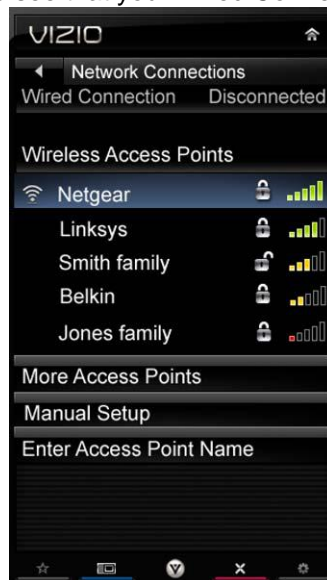 VIZIO
Network Connections
Wired Connection Disconnected
Wireless Access Points
Netgear
Linksys
Smith family
Belkin
Jones family
More Access Points
Manual Setup
Enter Access Point Name
V